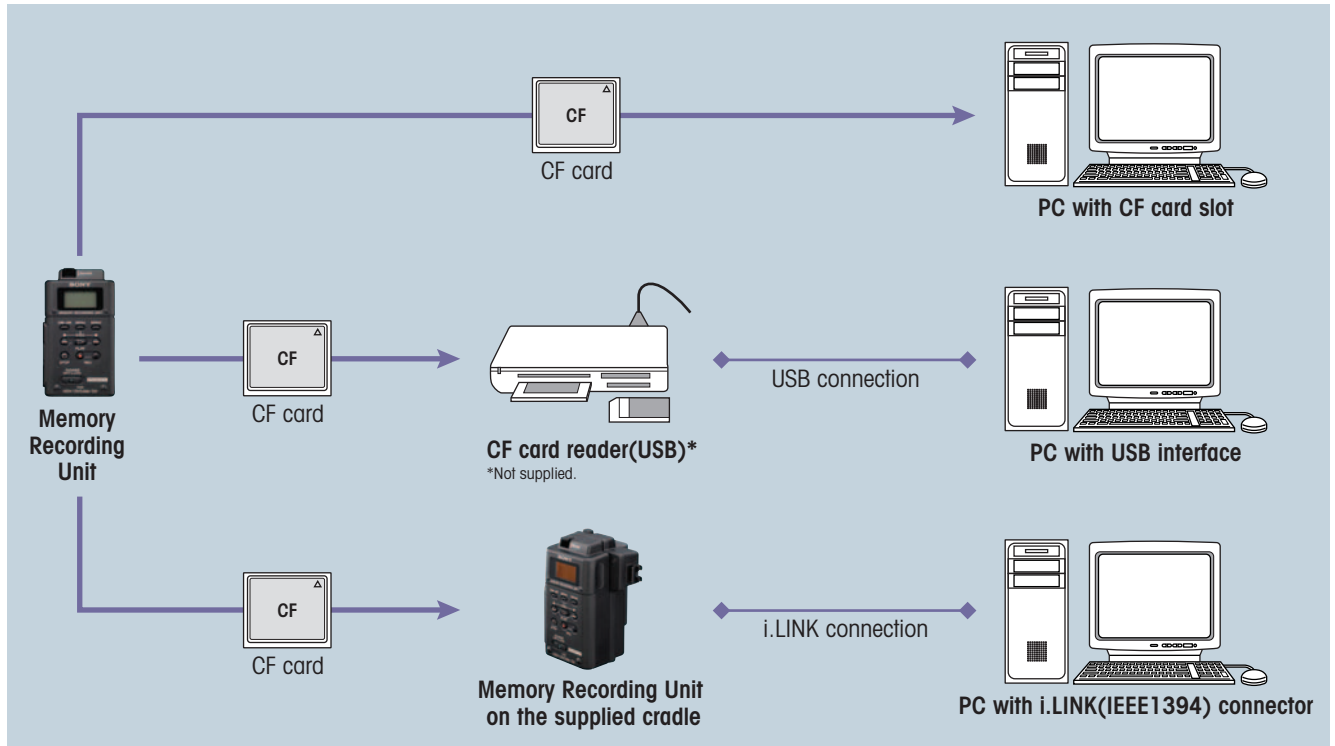 CF
CF card
PC with CF card slot
SONY
Memory
Recording
Unit
CF
CF card
CF card reader(USB)*
*Not supplied.
USB connection
PC with USB interface
CF
CF card
Memory Recording Unit
on the supplied cradle
i.LINK connection
PC with i.LINK(IEEE1394) connector